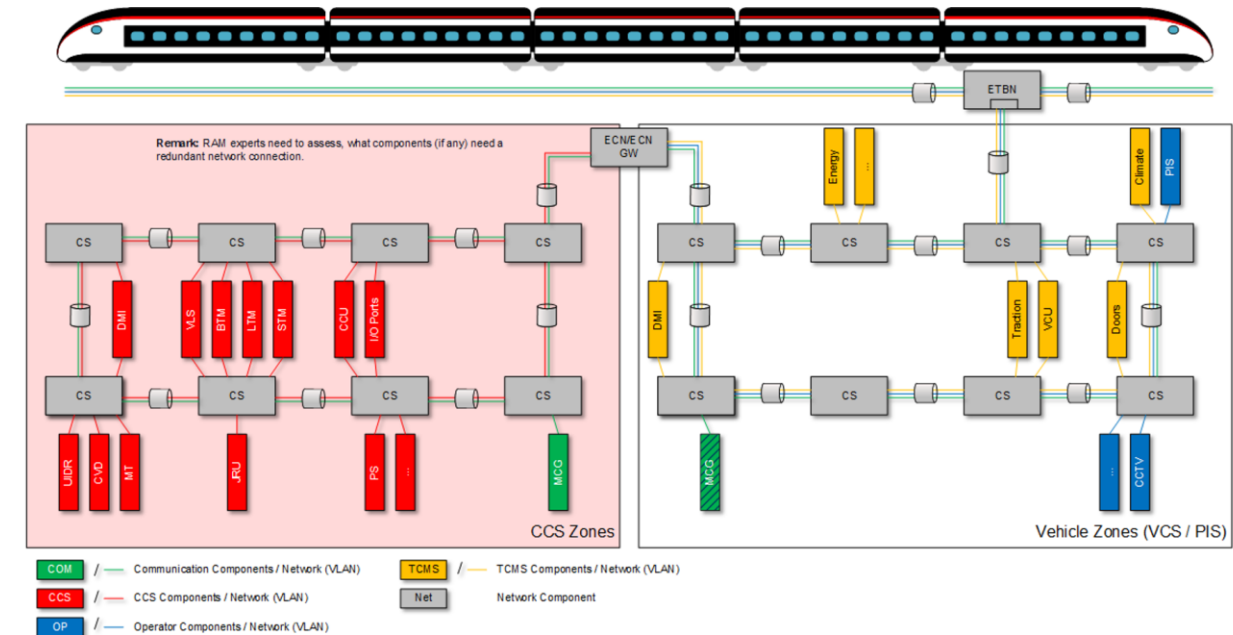 ETBN
Remark: RAM experts need to assess, what components (if any) need a
redundant network connection.
ECN/ECN
GW
Energy
...
Climate
PIS
CS
CS
CS
CS
CS
CS
CS
CS
DMI
VLS
BTM
LTM
STM
CCU
I/O Ports
DMI
Traction
VCU
Doors
CS
CS
CS
CS
CS
CS
CS
CS
UIDR
CVD
MT
JRU
PS
...
MCG
MCG
...
CCTV
CCS Zones
Vehicle Zones (VCS / PIS)
COM / Communication Components / Network (VLAN)
TCMS / TCMS Components / Network (VLAN)
CCS / CCS Components / Network (VLAN)
Net Network Component
OP / Operator Components / Network (VLAN)